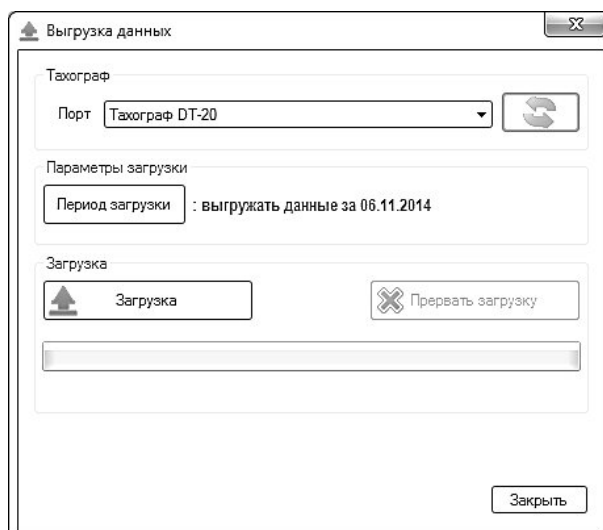 Выгрузка данных
Тахограф
Порт Тахограф DT-20
Параметры загрузки
Период загрузки : выгружать данные за 06.11.2014
Загрузка
Загрузка Прервать загрузку
Закрыть